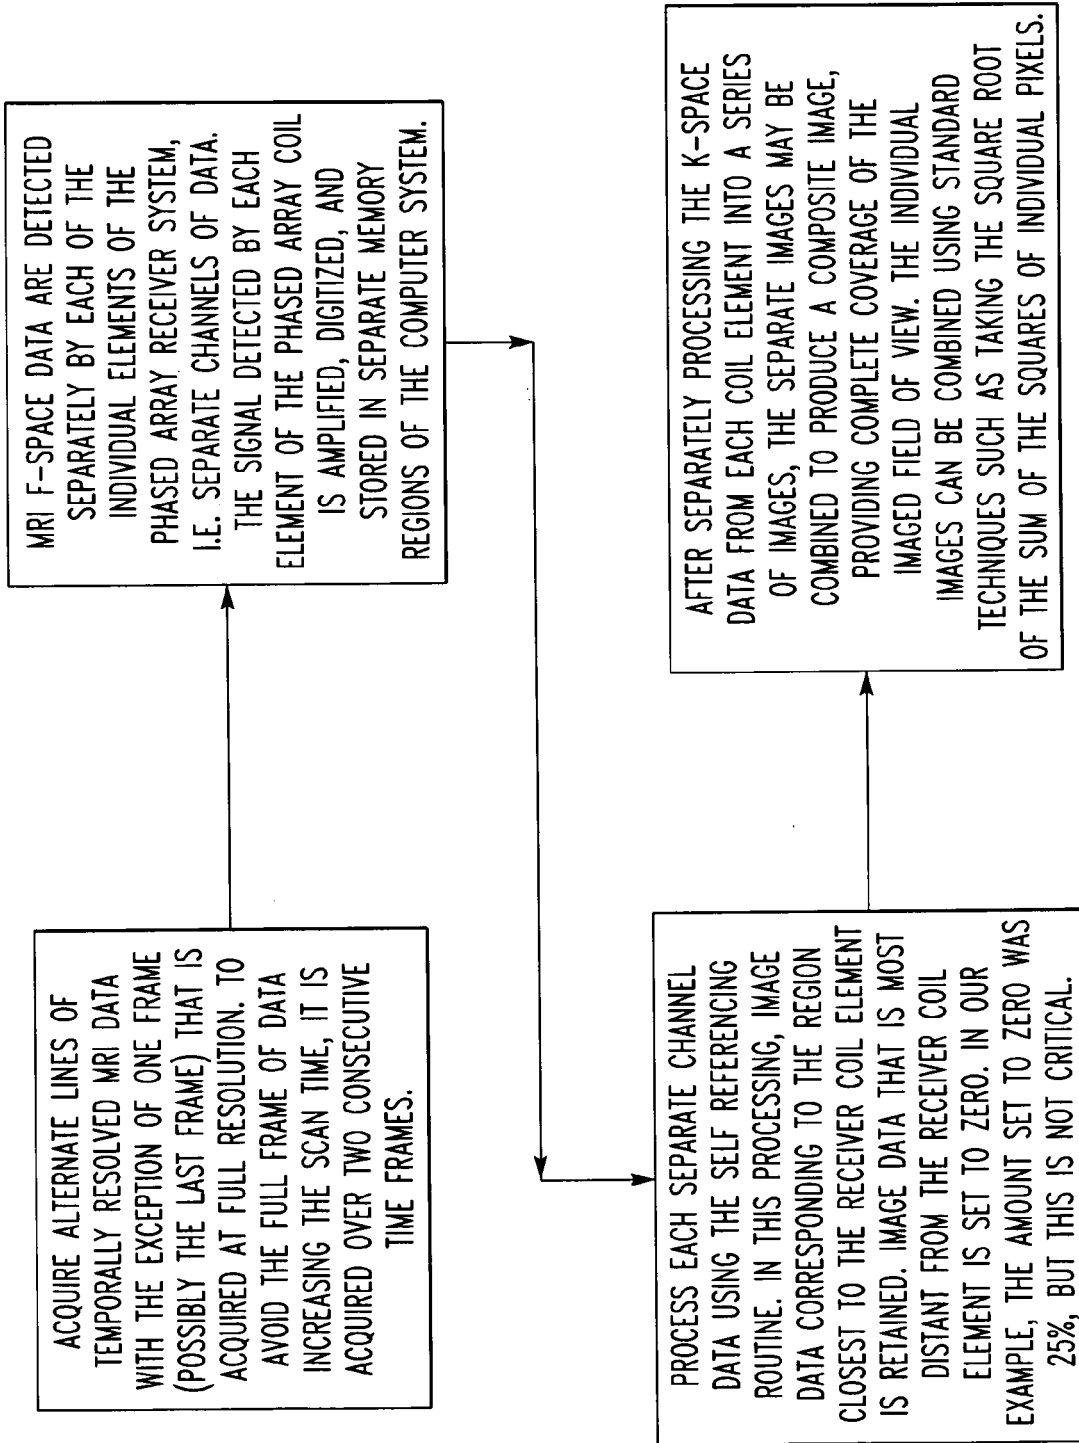 ACQUIRE ALTERNATE LINES OF
TEMPORALLY RESOLVED MRI DATA
WITH THE EXCEPTION OF ONE FRAME
(POSSIBLY THE LAST FRAME) THAT IS
ACQUIRED AT FULL RESOLUTION. TO
AVOID THE FULL FRAME OF DATA
INCREASING THE SCAN TIME, IT IS
ACQUIRED OVER TWO CONSECUTIVE
TIME FRAMES.
MRI F-SPACE DATA ARE DETECTED
SEPARATELY BY EACH OF THE
INDIVIDUAL ELEMENTS OF THE
PHASED ARRAY RECEIVER SYSTEM,
I.E. SEPARATE CHANNELS OF DATA.
THE SIGNAL DETECTED BY EACH
ELEMENT OF THE PHASED ARRAY COIL
IS AMPLIFIED, DIGITIZED, AND
STORED IN SEPARATE MEMORY
REGIONS OF THE COMPUTER SYSTEM.
PROCESS EACH SEPARATE CHANNEL
DATA USING THE SELF REFERENCING
ROUTINE. IN THIS PROCESSING, IMAGE
DATA CORRESPONDING TO THE REGION
CLOSEST TO THE RECEIVER COIL ELEMENT
IS RETAINED. IMAGE DATA THAT IS MOST
DISTANT FROM THE RECEIVER COIL
ELEMENT IS SET TO ZERO. IN OUR
EXAMPLE, THE AMOUNT SET TO ZERO WAS
25%, BUT THIS IS NOT CRITICAL.
AFTER SEPARATELY PROCESSING THE K-SPACE
DATA FROM EACH COIL ELEMENT INTO A SERIES
OF IMAGES, THE SEPARATE IMAGES MAY BE
COMBINED TO PRODUCE A COMPOSITE IMAGE,
PROVIDING COMPLETE COVERAGE OF THE
IMAGED FIELD OF VIEW. THE INDIVIDUAL
IMAGES CAN BE COMBINED USING STANDARD
TECHNIQUES SUCH AS TAKING THE SQUARE ROOT
OF THE SUM OF THE SQUARES OF INDIVIDUAL PIXELS.